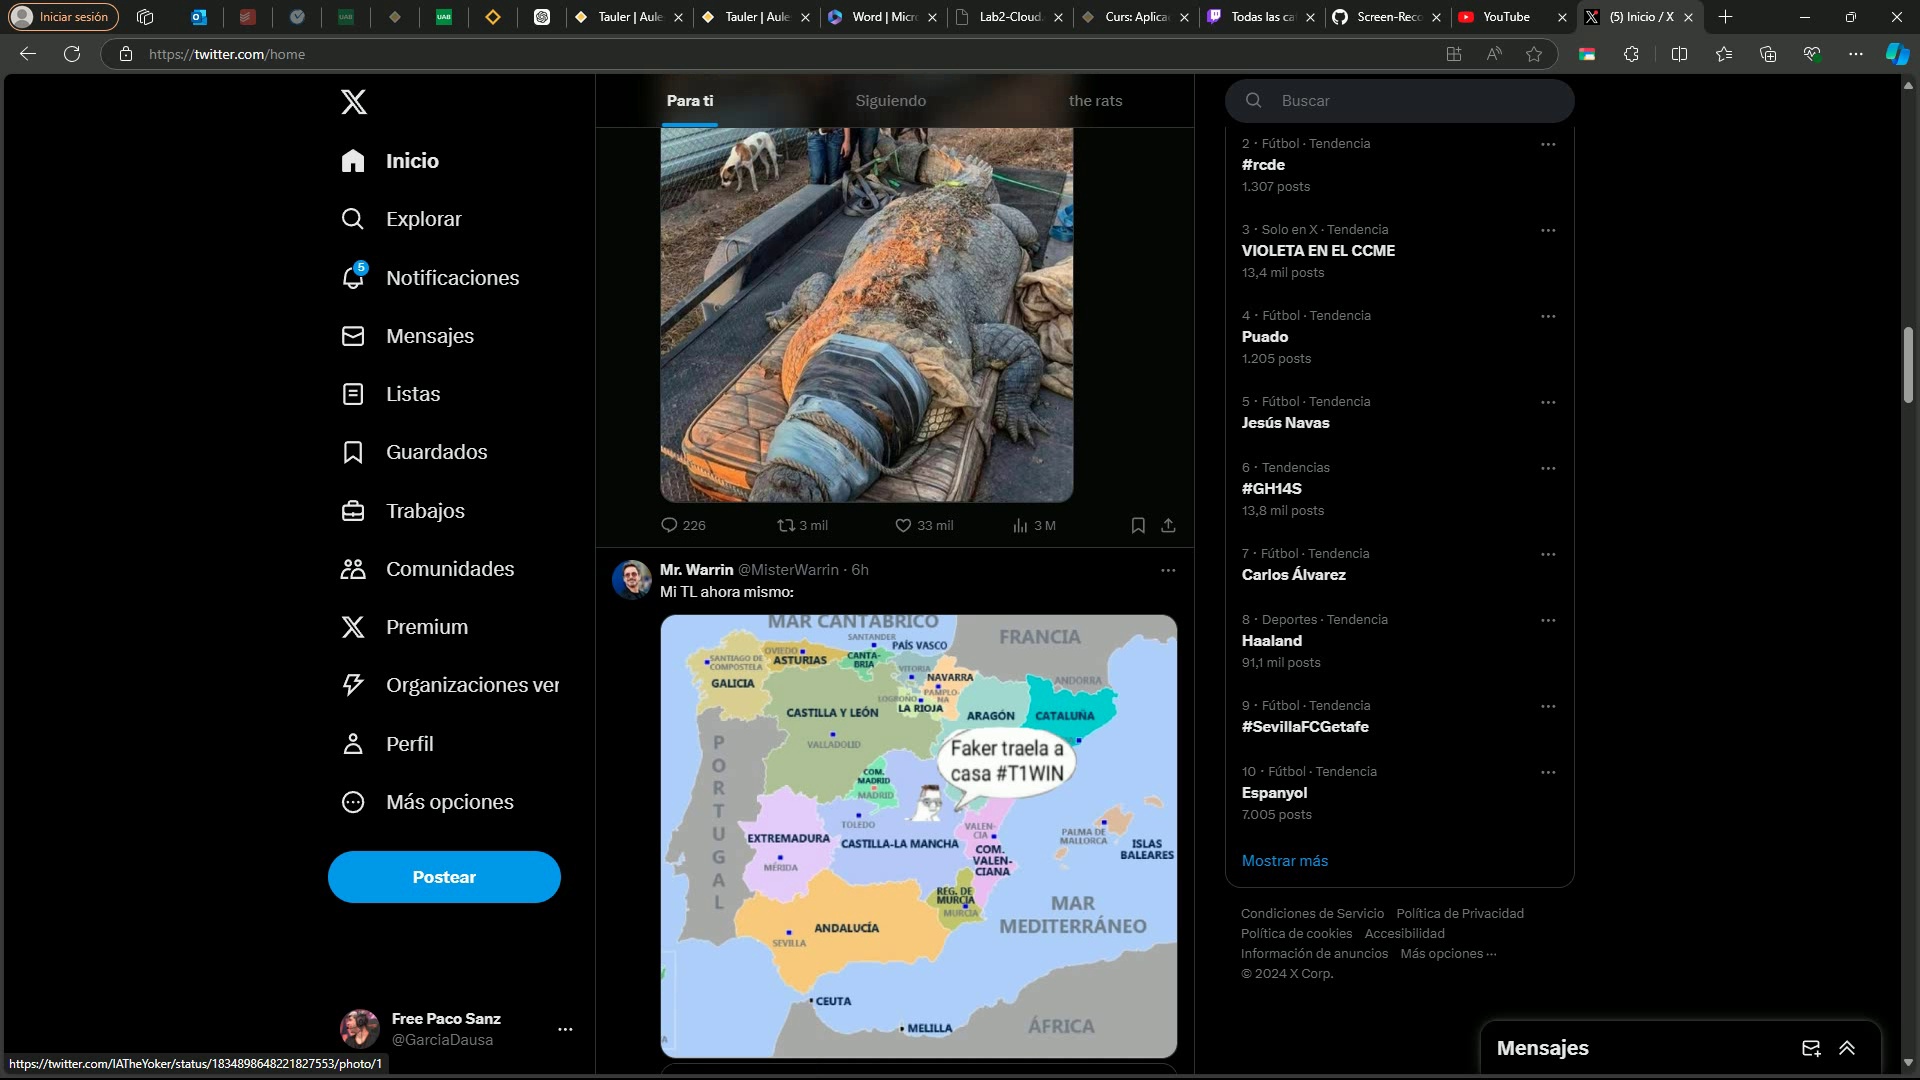 Iniciar sesión
Tauler | Aule
Tauler | Aule
Word | Micr
Lab2-Cloud
Curs: Aplica
Todas las ca
Screen-Reco
YouTube
(5) Inicio / X
https://twitter.com/home
Inicio
Explorar
5
Notificaciones
Mensajes
Listas
Guardados
Trabajos
Comunidades
Premium
Organizaciones ver
Perfil
Más opciones
Postear
Free Paco Sanz
@GarciaDausa
https://twitter.com/IATheYoker/status/1834898648221827553/photo/1
Para ti
Siguiendo
the rats
226
3 mil
33 mil
3 M
Mr. Warrin @MisterWarrin · 6h
Mi TL ahora mismo:
MAR CANTÁBRICO
FRANCIA
SANTANDER
PAÍS VASCO
OVIEDO
ASTURIAS
CANTA-
BRIA
SANTIAGO DE
COMPOSTELA
VITORIA
GALICIA
NAVARRA
PAMPLO-
NA
ANDORRA
LOGROÑO
LA RIOJA
CASTILLA Y LEÓN
ARAGÓN
CATALUÑA
VALLADOLID
PORTUGAL
Faker traela a
casa #T1WIN
COM.
MADRID
MADRID
TOLEDO
VALEN-
CIA
PALMA DE
MALLORCA
ISLAS
BALEARES
EXTREMADURA
CASTILLA-LA MANCHA
COM.
VALEN-
CIANA
MÉRIDA
REG. DE
MURCIA
MURCIA
MAR
MEDITERRÁNEO
ANDALUCÍA
SEVILLA
CEUTA
MELILLA
ÁFRICA
Buscar
2 · Fútbol · Tendencia
#rcde
1.307 posts
3 · Solo en X · Tendencia
VIOLETA EN EL CCME
13,4 mil posts
4 · Fútbol · Tendencia
Puado
1.205 posts
5 · Fútbol · Tendencia
Jesús Navas
6 · Tendencias
#GH14S
13,8 mil posts
7 · Fútbol · Tendencia
Carlos Álvarez
8 · Deportes · Tendencia
Haaland
91,1 mil posts
9 · Fútbol · Tendencia
#SevillaFCGetafe
10 · Fútbol · Tendencia
Espanyol
7.005 posts
Mostrar más
Condiciones de Servicio Política de Privacidad
Política de cookies Accesibilidad
Información de anuncios Más opciones ···
© 2024 X Corp.
Mensajes